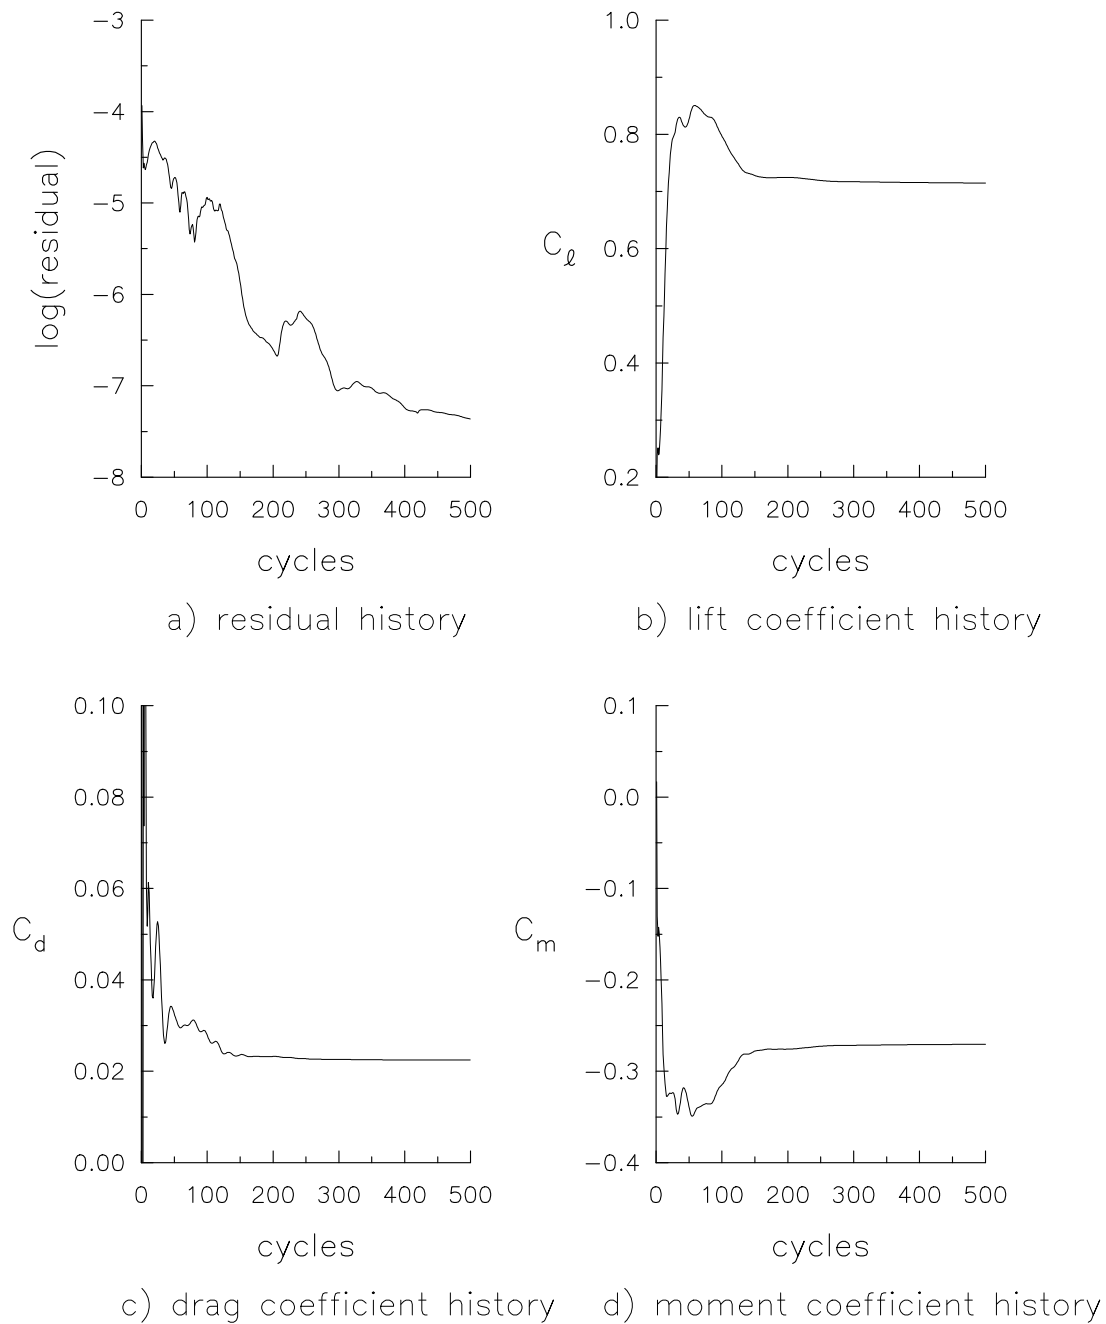 −3
−4
−5
−6
−7
−8
log(residual)
0 100 200 300 400 500
cycles
a) residual history
1.0
0.8
0.6
0.4
0.2
C_ℓ
0 100 200 300 400 500
cycles
b) lift coefficient history
0.10
0.08
0.06
0.04
0.02
0.00
C_d
0 100 200 300 400 500
cycles
c) drag coefficient history
0.1
0.0
−0.1
−0.2
−0.3
−0.4
C_m
0 100 200 300 400 500
cycles
d) moment coefficient history